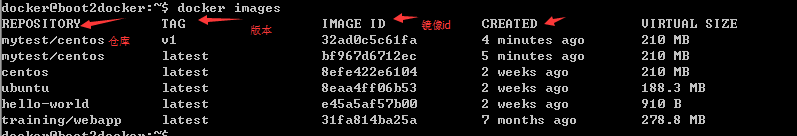 docker@boot2docker:~$ docker images
REPOSITORY TAG IMAGE ID CREATED VIRTUAL SIZE
mytest/centos 仓库 v1 版本 32ad0c5c61fa 镜像id 4 minutes ago 210 MB
mytest/centos latest bf967d6712ec 5 minutes ago 210 MB
centos latest 8efe422e6104 2 weeks ago 210 MB
ubuntu latest 8eaa4ff06b53 2 weeks ago 188.3 MB
hello-world latest e45a5af57b00 2 weeks ago 910 B
training/webapp latest 31fa814ba25a 7 months ago 278.8 MB
docker@boot2docker:~$